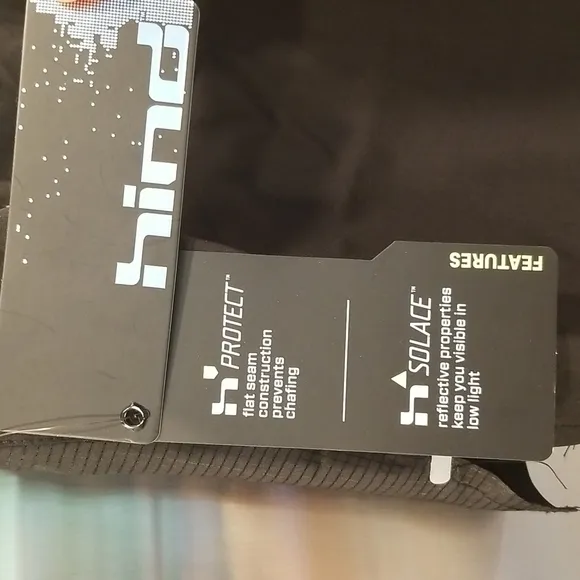 hind
FEATURES
h SOLACE™
reflective properties
keep you visible in
low light
h PROTECT™
flat seam
construction
prevents
chafing